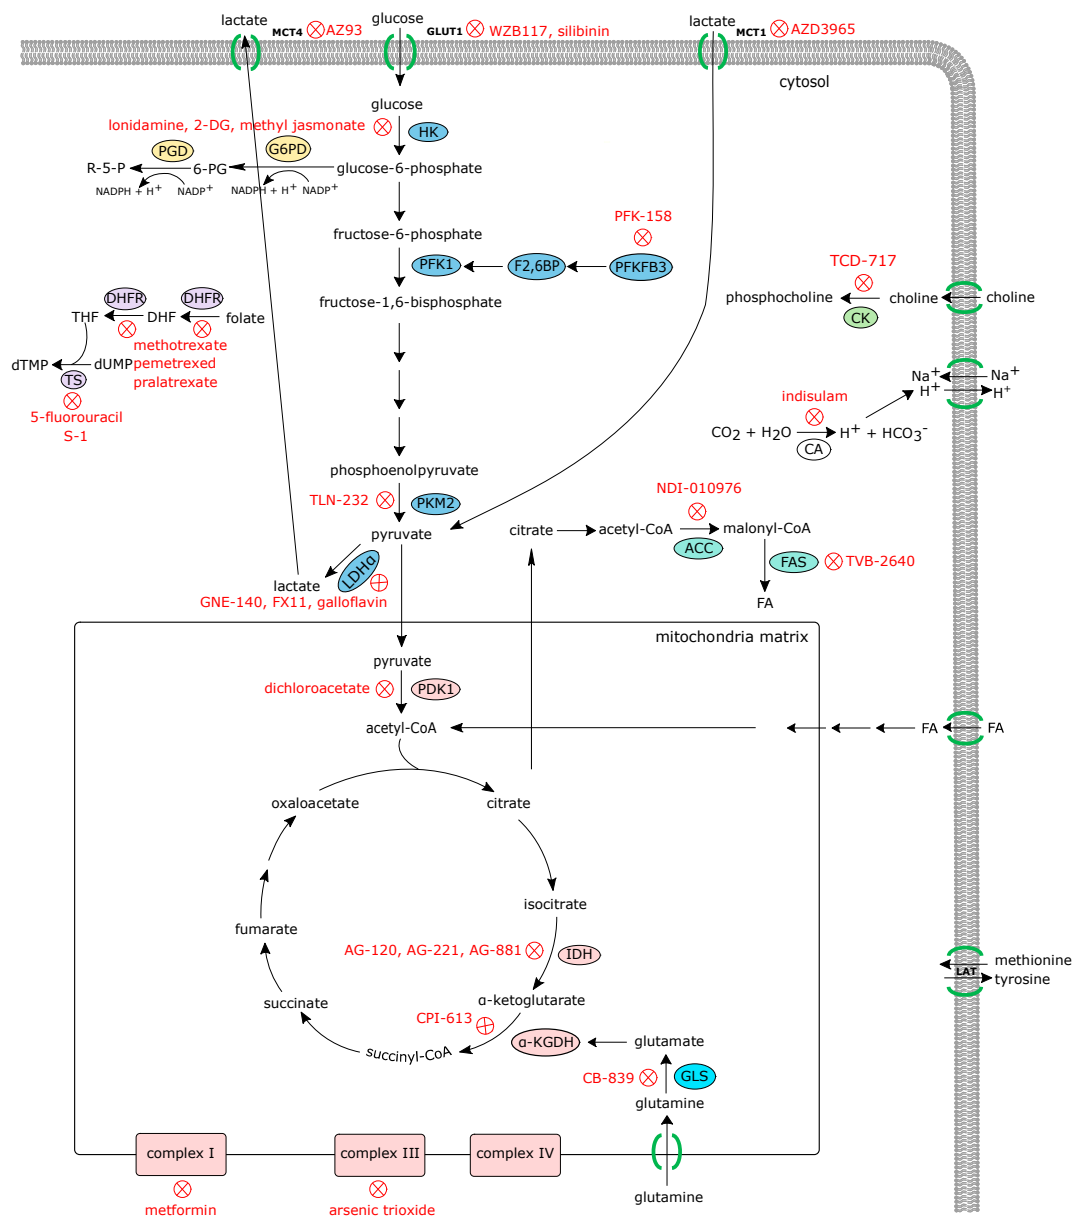 lactate
MCT4
AZ93
glucose
GLUT1
WZB117, silibinin
lactate
MCT1
AZD3965
cytosol
glucose
lonidamine, 2-DG, methyl jasmonate
HK
PGD
G6PD
R-5-P
6-PG
glucose-6-phosphate
NADPH + H+
NADP+
NADPH + H+
NADP+
PFK-158
fructose-6-phosphate
PFK1
F2,6BP
PFKFB3
TCD-717
fructose-1,6-bisphosphate
phosphocholine
choline
choline
CK
DHFR
DHFR
THF
DHF
folate
methotrexate
dTMP
dUMP
pemetrexed
TS
pralatrexate
5-fluorouracil
S-1
Na+
Na+
H+
H+
indisulam
CO2 + H2O
H+ + HCO3-
CA
phosphoenolpyruvate
TLN-232
PKM2
NDI-010976
pyruvate
citrate
acetyl-CoA
malonyl-CoA
ACC
FAS
TVB-2640
LDHα
lactate
GNE-140, FX11, galloflavin
FA
mitochondria matrix
pyruvate
dichloroacetate
PDK1
acetyl-CoA
FA
FA
oxaloacetate
citrate
isocitrate
fumarate
AG-120, AG-221, AG-881
IDH
methionine
LAT
tyrosine
succinate
α-ketoglutarate
CPI-613
succinyl-CoA
α-KGDH
glutamate
CB-839
GLS
glutamine
complex I
complex III
complex IV
glutamine
metformin
arsenic trioxide